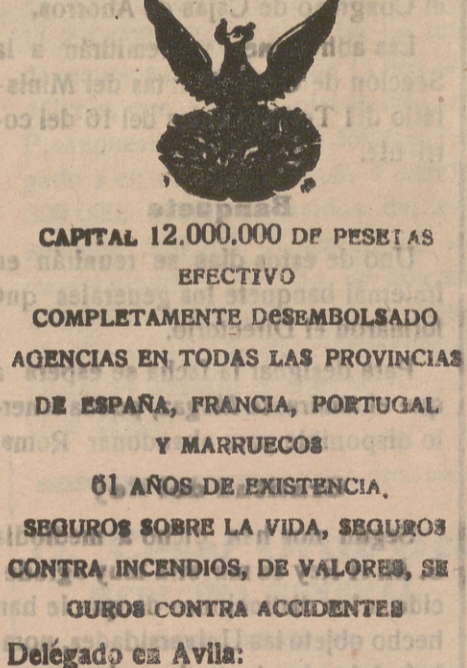 CAPITAL 12.000.000 DE PESETAS
EFECTIVO
COMPLETAMENTE DESEMBOLSADO
AGENCIAS EN TODAS LAS PROVINCIAS
DE ESPAÑA, FRANCIA, PORTUGAL
Y MARRUECOS
61 AÑOS DE EXISTENCIA.
SEGUROS SOBRE LA VIDA, SEGUROS
CONTRA INCENDIOS, DE VALORES, SE
GUROS CONTRA ACCIDENTES
Delegado en Avila: